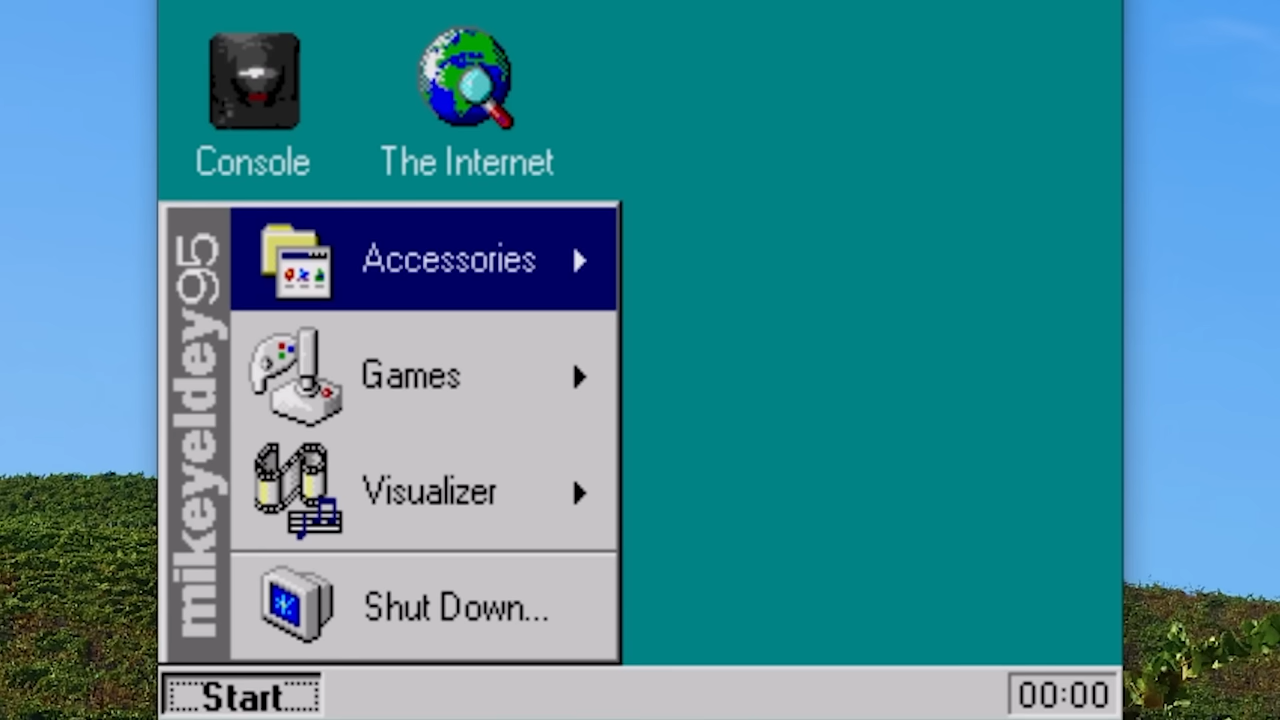 Console
The Internet
mikeyeldey95
Accessories
Games
Visualizer
Shut Down...
Start
00:00